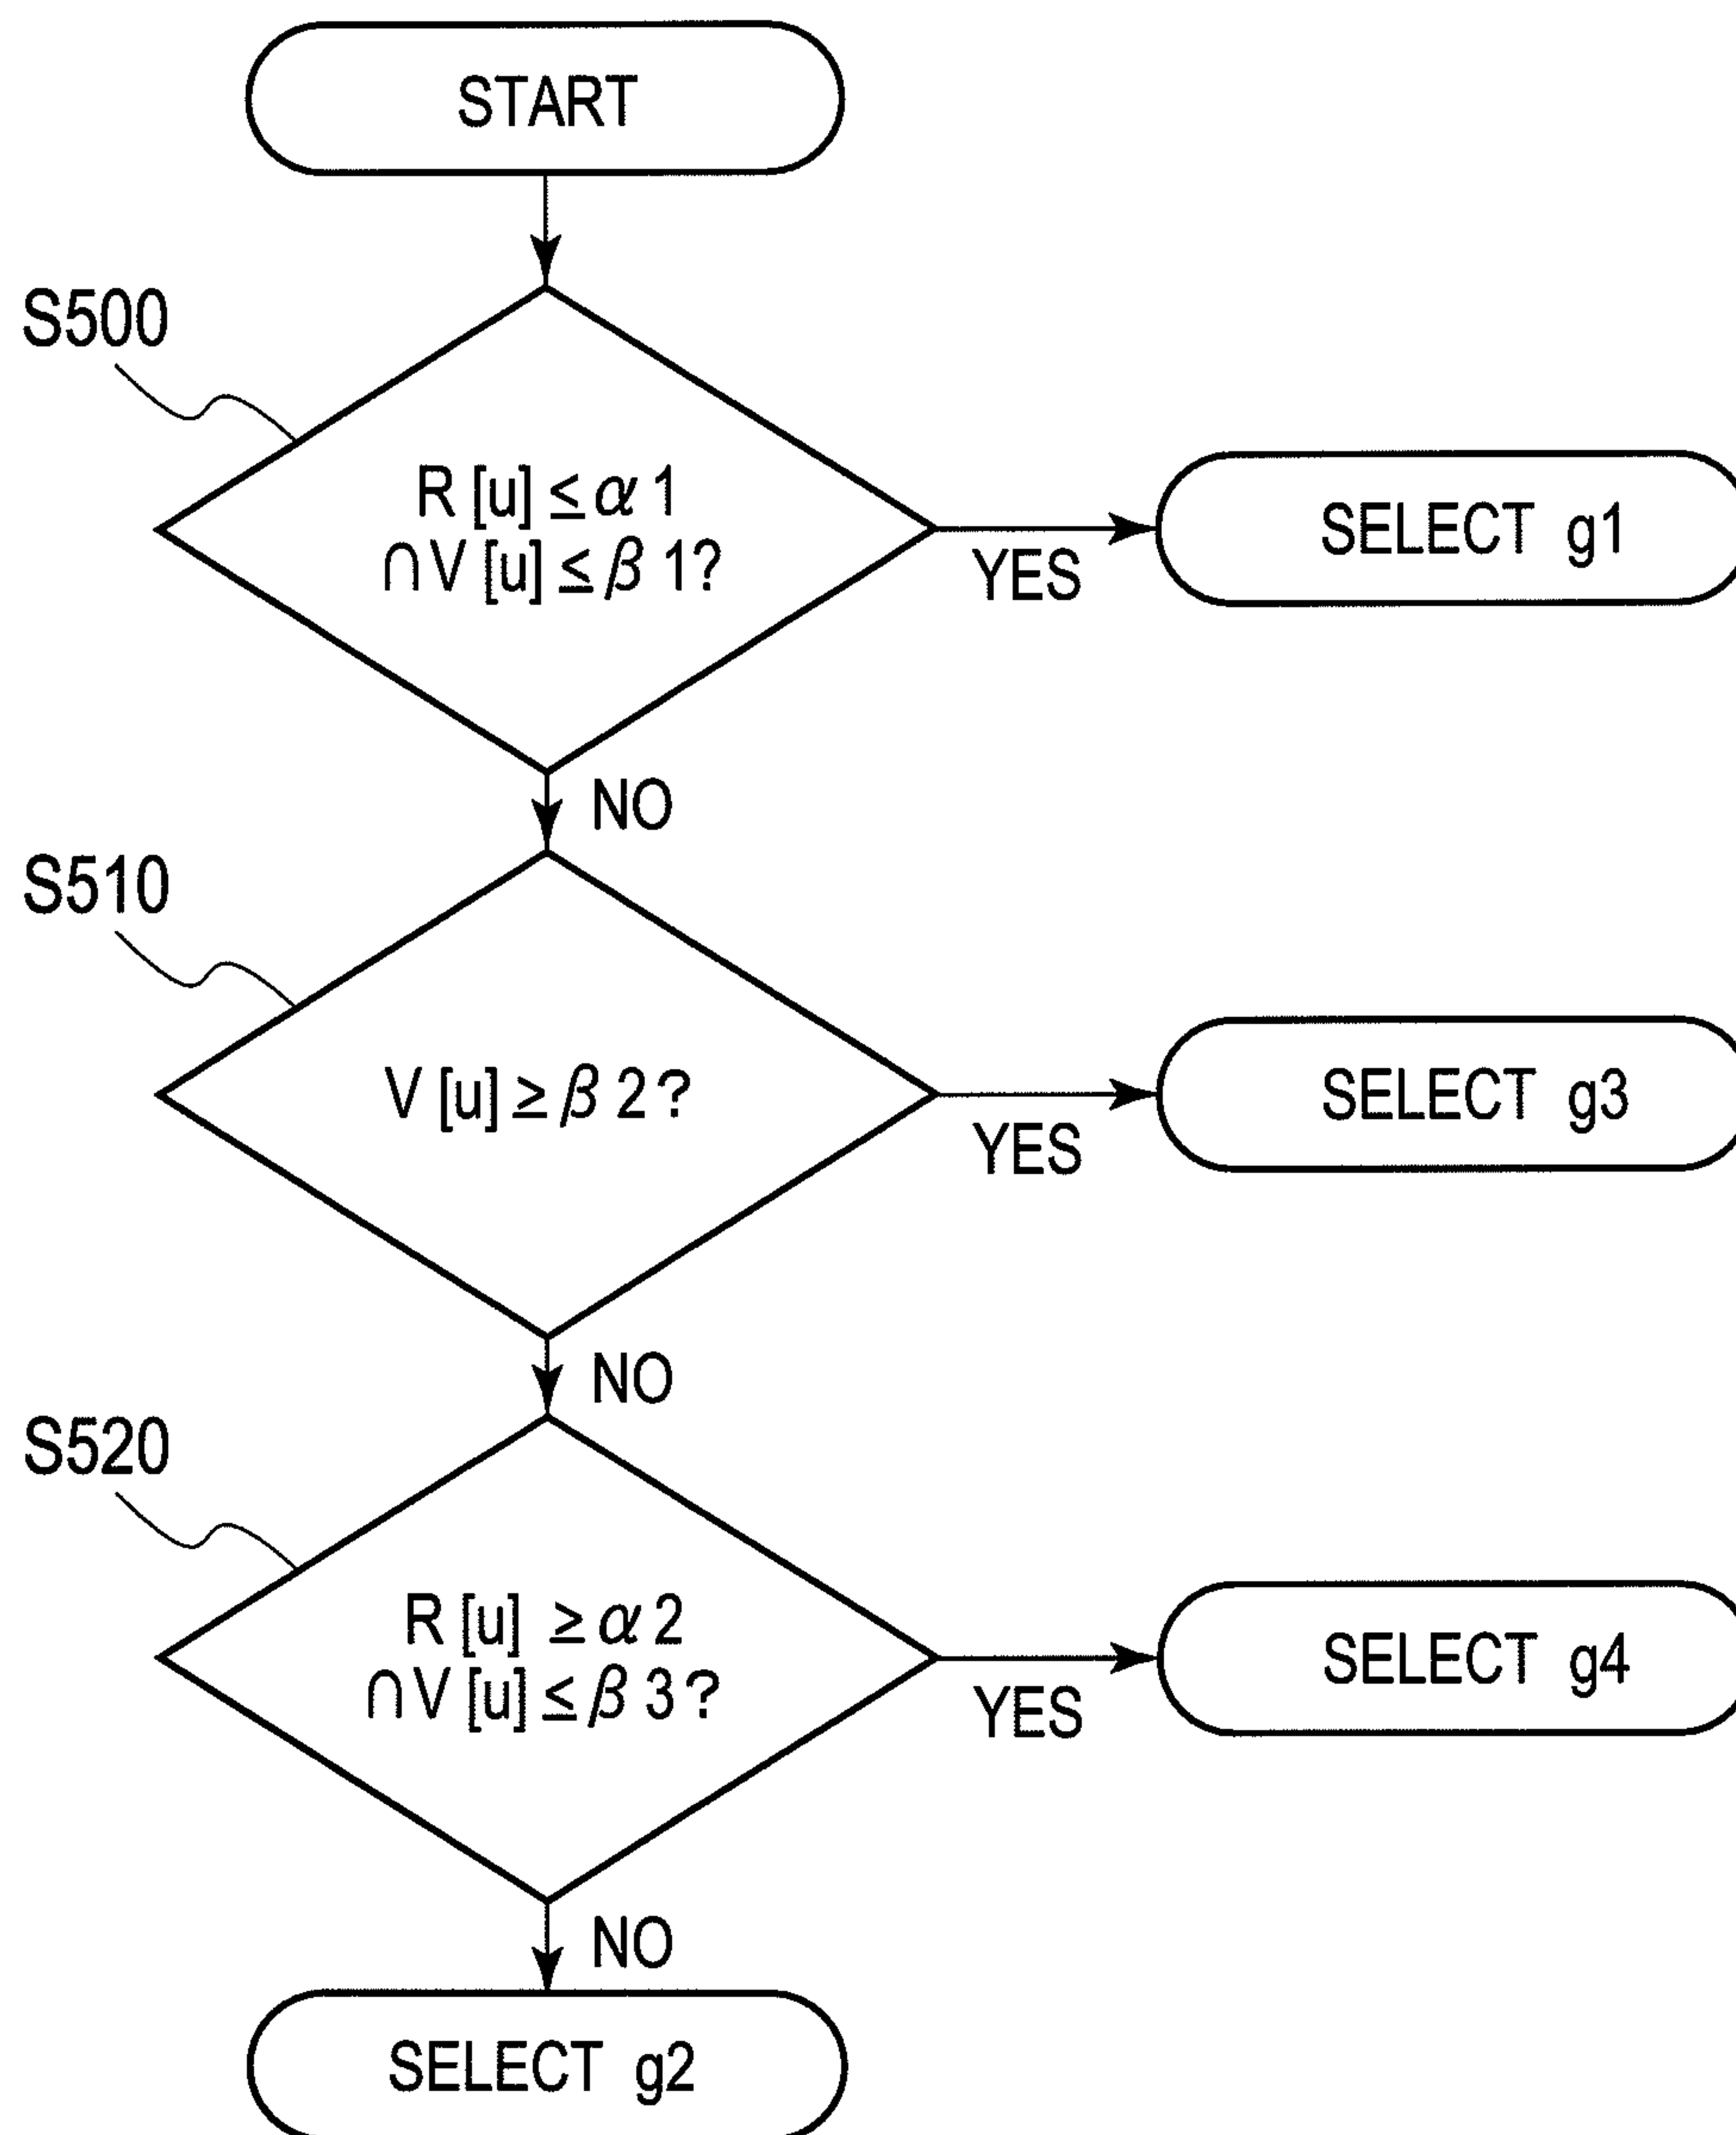 START
S500
R [u] ≤ α 1
∩ V [u] ≤ β 1?
YES
SELECT g1
NO
S510
V [u] ≥ β 2 ?
YES
SELECT g3
NO
S520
R [u] ≥ α 2
∩ V [u] ≤ β 3 ?
YES
SELECT g4
NO
SELECT g2